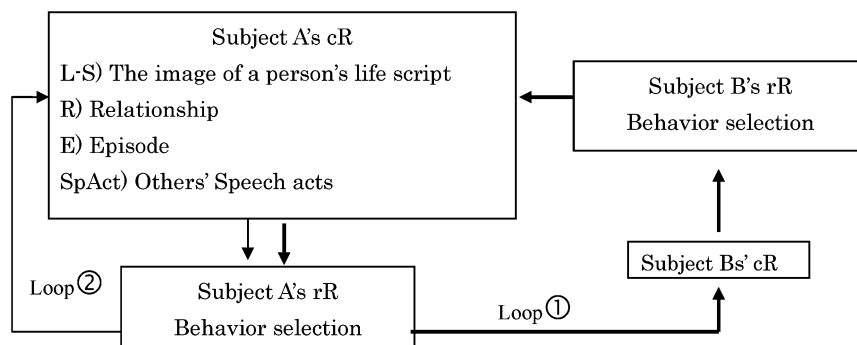 Subject A's cR
L-S) The image of a person's life script
R) Relationship
E) Episode
SpAct) Others' Speech acts
Subject B's rR
Behavior selection
Subject Bs' cR
Loop②
Subject A's rR
Behavior selection
Loop①